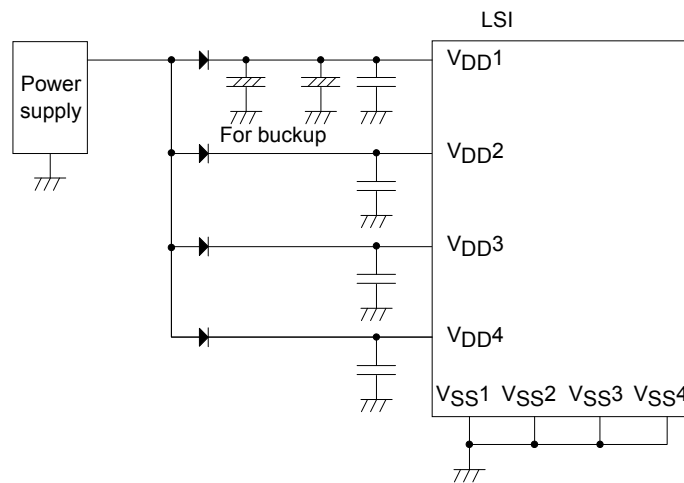 LSI
Power
supply
For buckup
VDD1
VDD2
VDD3
VDD4
VSS1 VSS2 VSS3 VSS4